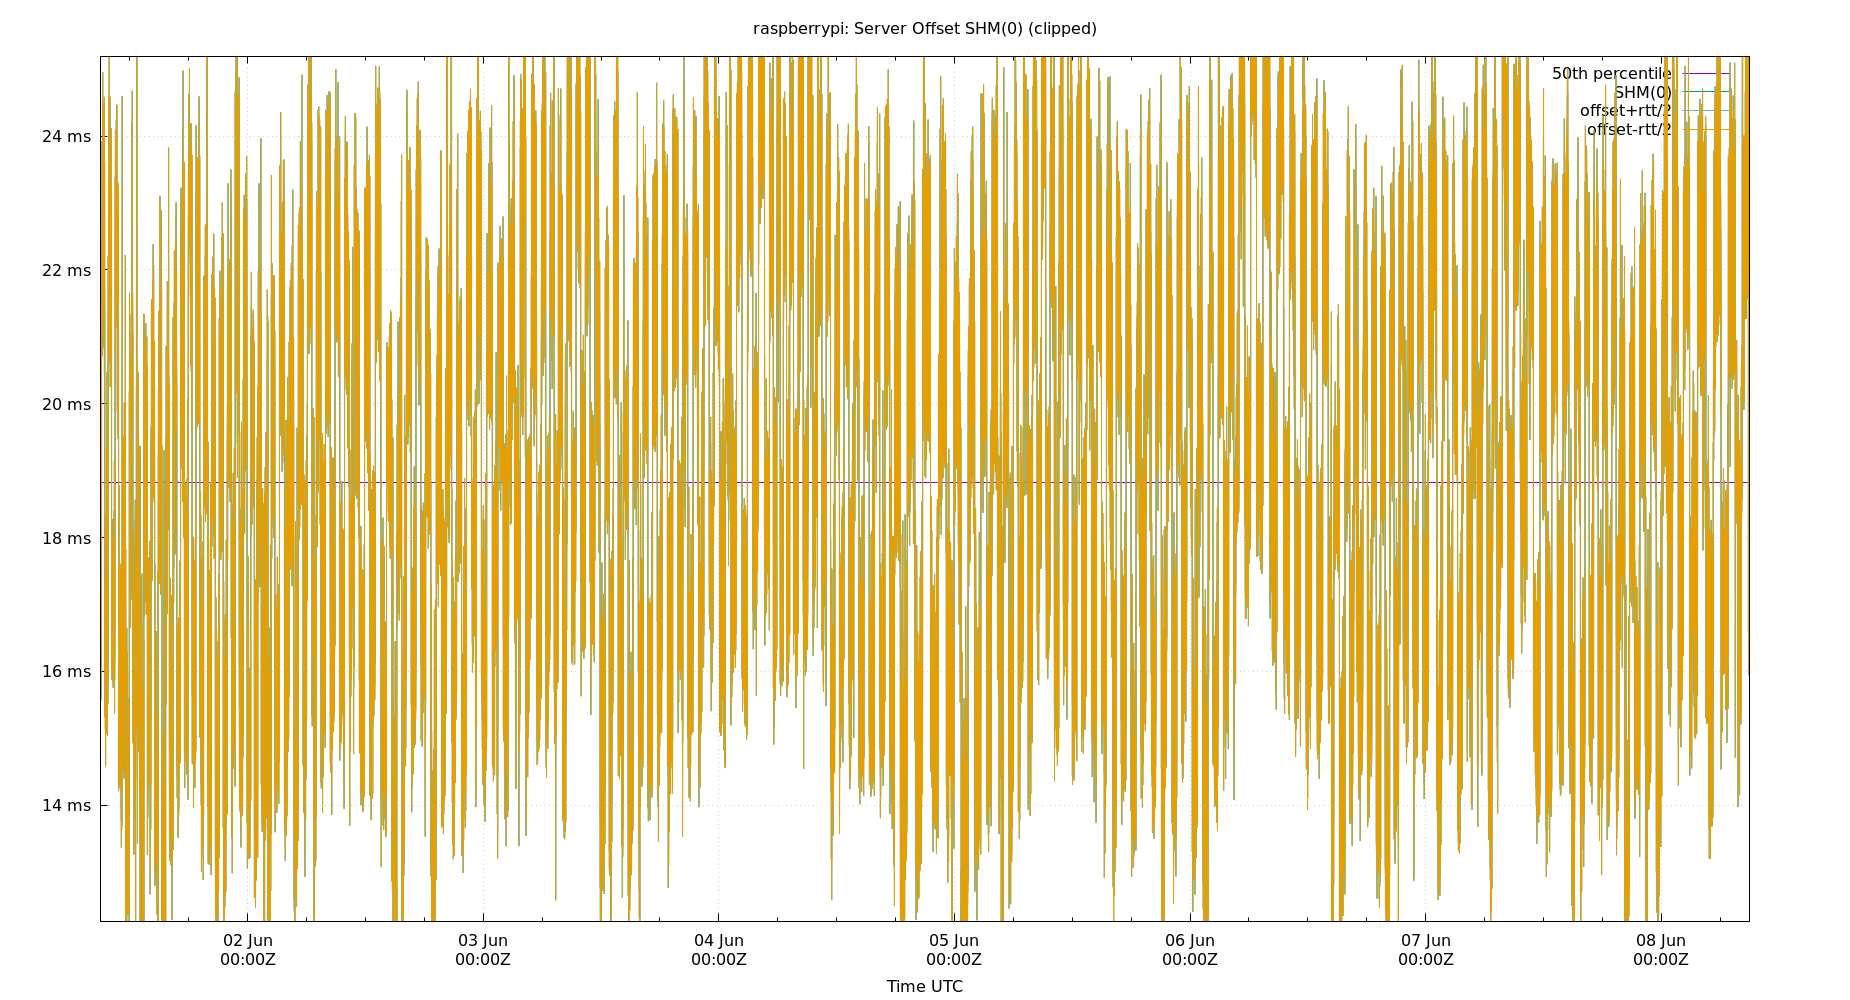 raspberrypi: Server Offset SHM(0) (clipped)
50th percentile
SHM(0)
offset+rtt/2
offset-rtt/2
24 ms
22 ms
20 ms
18 ms
16 ms
14 ms
02 Jun
00:00Z
03 Jun
00:00Z
04 Jun
00:00Z
05 Jun
00:00Z
06 Jun
00:00Z
07 Jun
00:00Z
08 Jun
00:00Z
Time UTC